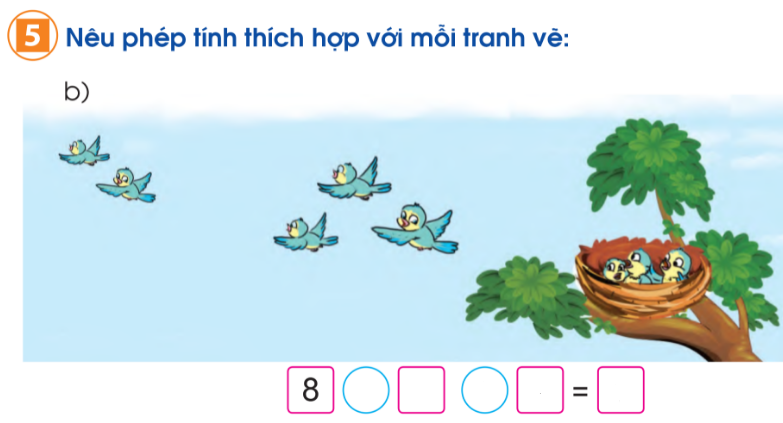 5 Nêu phép tính thích hợp với mỗi tranh vẽ:
b)
8 =